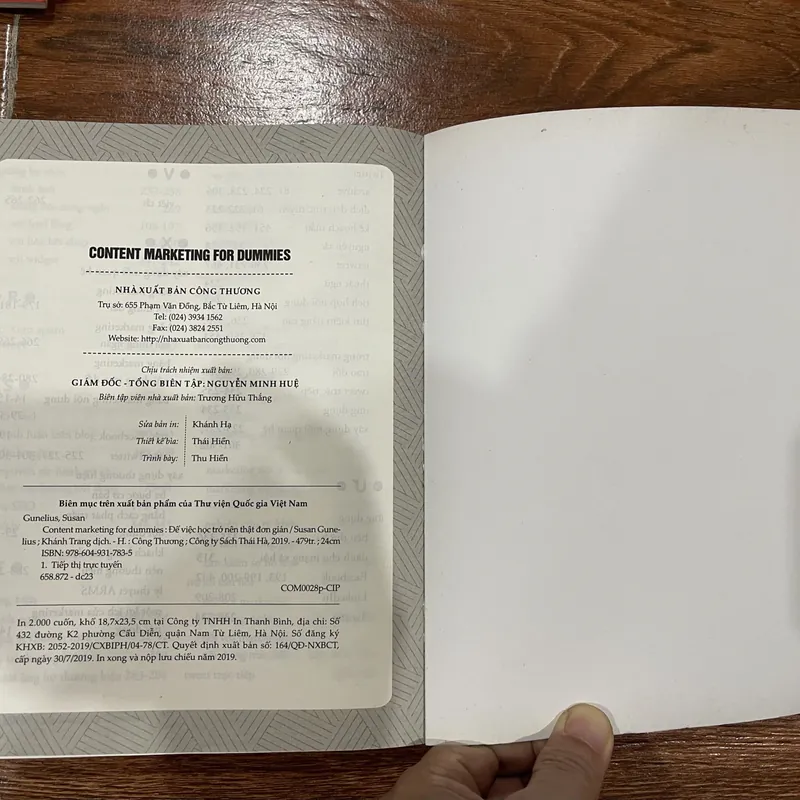 CONTENT MARKETING FOR DUMMIES
NHÀ XUẤT BẢN CÔNG THƯƠNG
Trụ sở: 655 Phạm Văn Đồng, Bắc Từ Liêm, Hà Nội
Tel: (024) 3934 1562
Fax: (024) 3824 2551
Website: http://nhaxuatbancongthuong.com
Chịu trách nhiệm xuất bản:
GIÁM ĐỐC - TỔNG BIÊN TẬP: NGUYỄN MINH HUỆ
Biên tập viên nhà xuất bản: Trương Hữu Thắng
Sửa bản in: Khánh Hạ
Thiết kế bìa: Thái Hiền
Trình bày: Thu Hiền
Biên mục trên xuất bản phẩm của Thư viện Quốc gia Việt Nam
Gunelius, Susan
Content marketing for dummies : Để việc học trở nên thật đơn giản / Susan Gune-
lius ; Khánh Trang dịch. - H. : Công Thương ; Công ty Sách Thái Hà, 2019. - 479tr. ; 24cm
ISBN: 978-604-931-783-5
1. Tiếp thị trực tuyến
658.872 - dc23
COM0028p-CIP
In 2.000 cuốn, khổ 18,7x23,5 cm tại Công ty TNHH In Thanh Bình, địa chỉ: Số
432 đường K2 phường Cầu Diễn, quận Nam Từ Liêm, Hà Nội. Số đăng ký
KHXB: 2052-2019/CXBIPH/04-78/CT. Quyết định xuất bản số: 164/QĐ-NXBCT,
cấp ngày 30/7/2019. In xong và nộp lưu chiểu năm 2019.